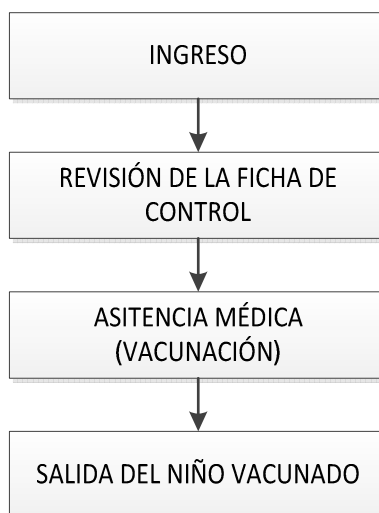 INGRESO
REVISIÓN DE LA FICHA DE
CONTROL
ASITENCIA MÉDICA
(VACUNACIÓN)
SALIDA DEL NIÑO VACUNADO